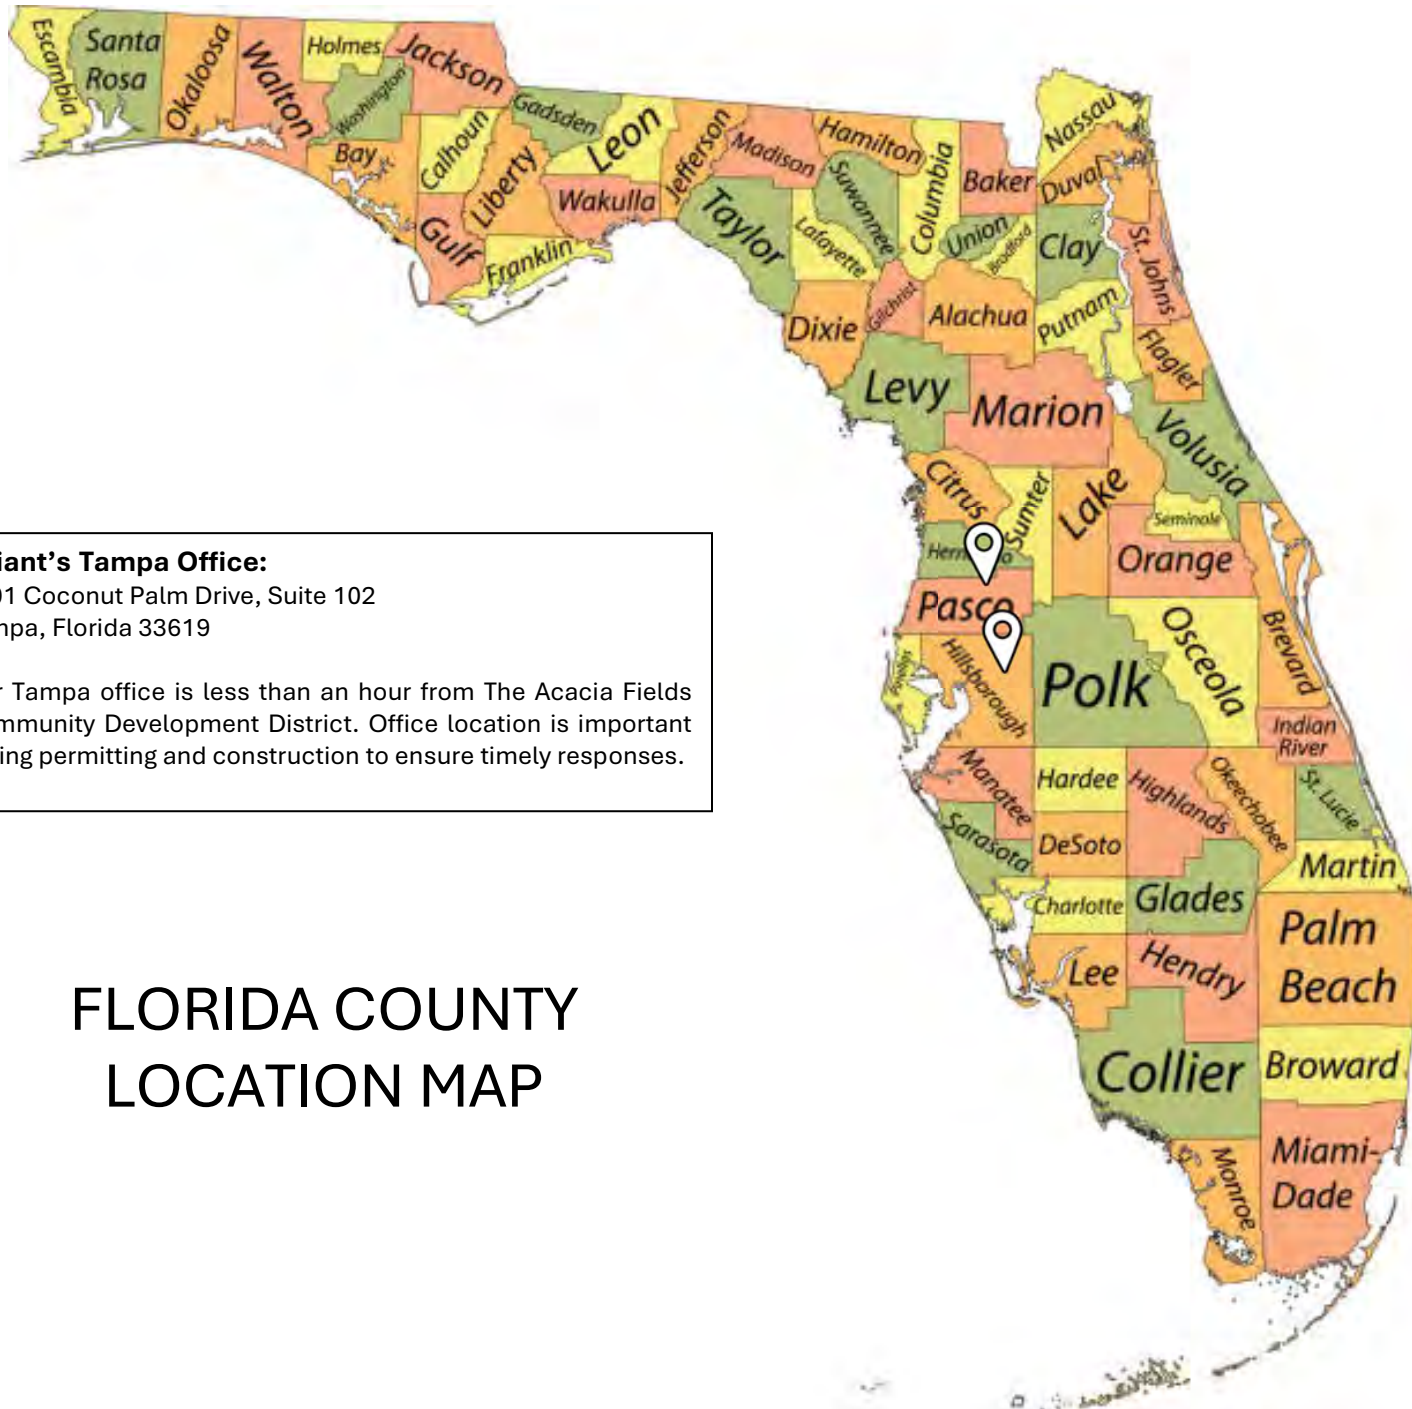 Escambia
Santa
Rosa
Okaloosa
Walton
Holmes
Washington
Jackson
Bay
Calhoun
Gulf
Liberty
Gadsden
Franklin
Leon
Wakulla
Jefferson
Madison
Taylor
Hamilton
Suwannee
Lafayette
Columbia
Baker
Nassau
Duval
Union
Bradford
Clay
St. Johns
Dixie
Gilchrist
Alachua
Putnam
Flagler
Levy
Marion
Volusia
Citrus
Sumter
Lake
Seminole
Orange
Pasco
Hillsborough
Polk
Osceola
Brevard
Indian
River
Manatee
Hardee
Highlands
Okeechobee
St. Lucie
Sarasota
DeSoto
Martin
Charlotte
Glades
Palm
Beach
Lee
Hendry
Collier
Broward
Monroe
Miami-
Dade
iant's Tampa Office:
01 Coconut Palm Drive, Suite 102
mpa, Florida 33619
r Tampa office is less than an hour from The Acacia Fields
mmunity Development District. Office location is important
ing permitting and construction to ensure timely responses.
FLORIDA COUNTY
LOCATION MAP